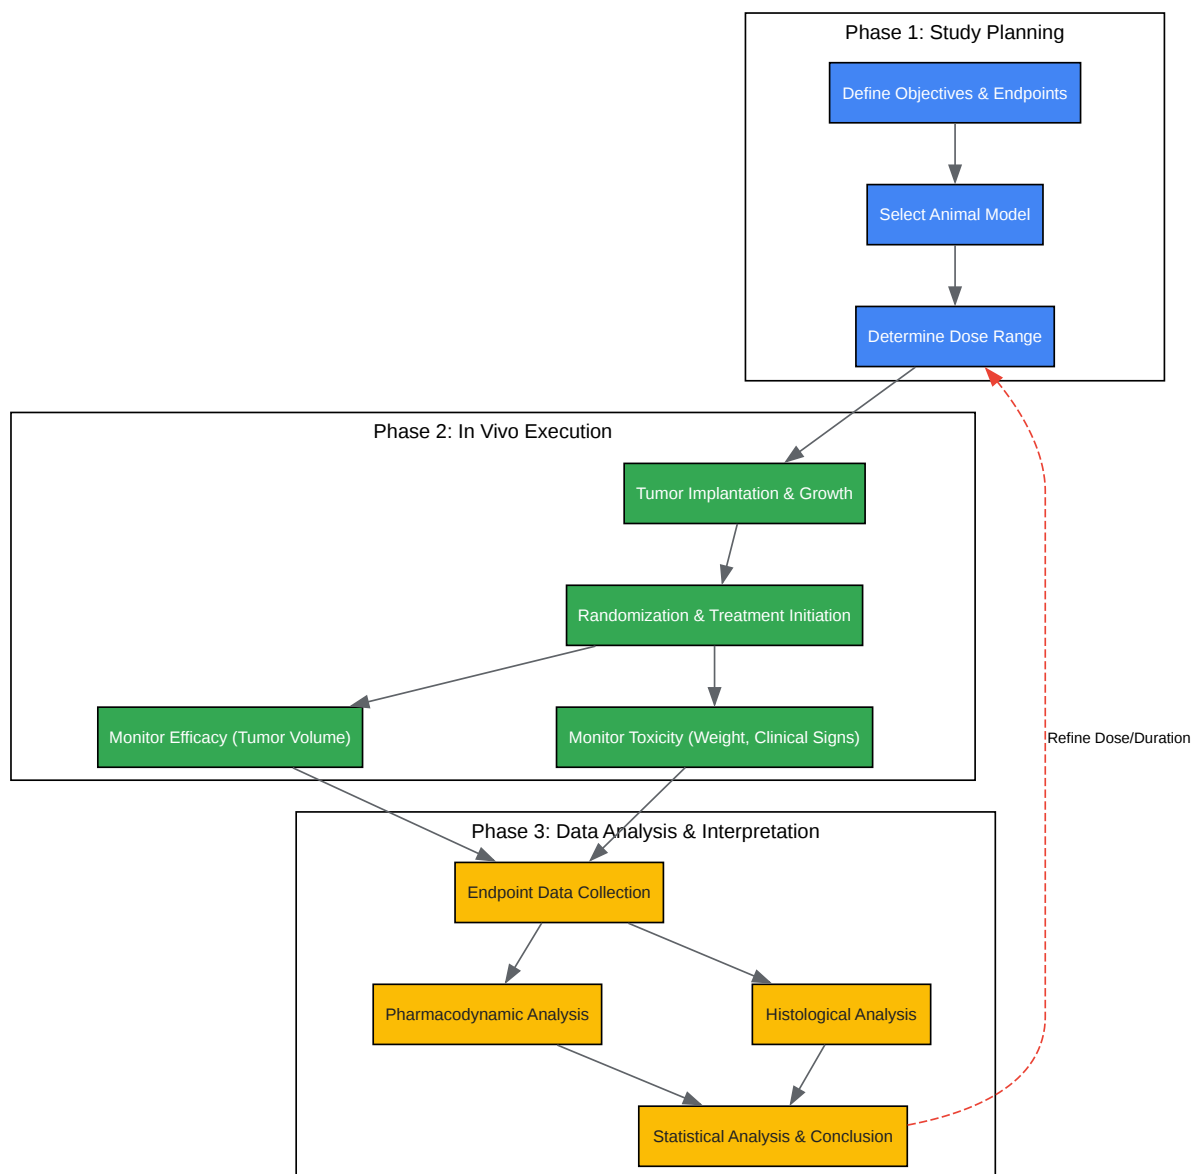 Phase 1: Study Planning
Define Objectives & Endpoints
Select Animal Model
Determine Dose Range
Phase 2: In Vivo Execution
Tumor Implantation & Growth
Randomization & Treatment Initiation
Monitor Efficacy (Tumor Volume)
Monitor Toxicity (Weight, Clinical Signs)
Refine Dose/Duration
Phase 3: Data Analysis & Interpretation
Endpoint Data Collection
Pharmacodynamic Analysis
Histological Analysis
Statistical Analysis & Conclusion